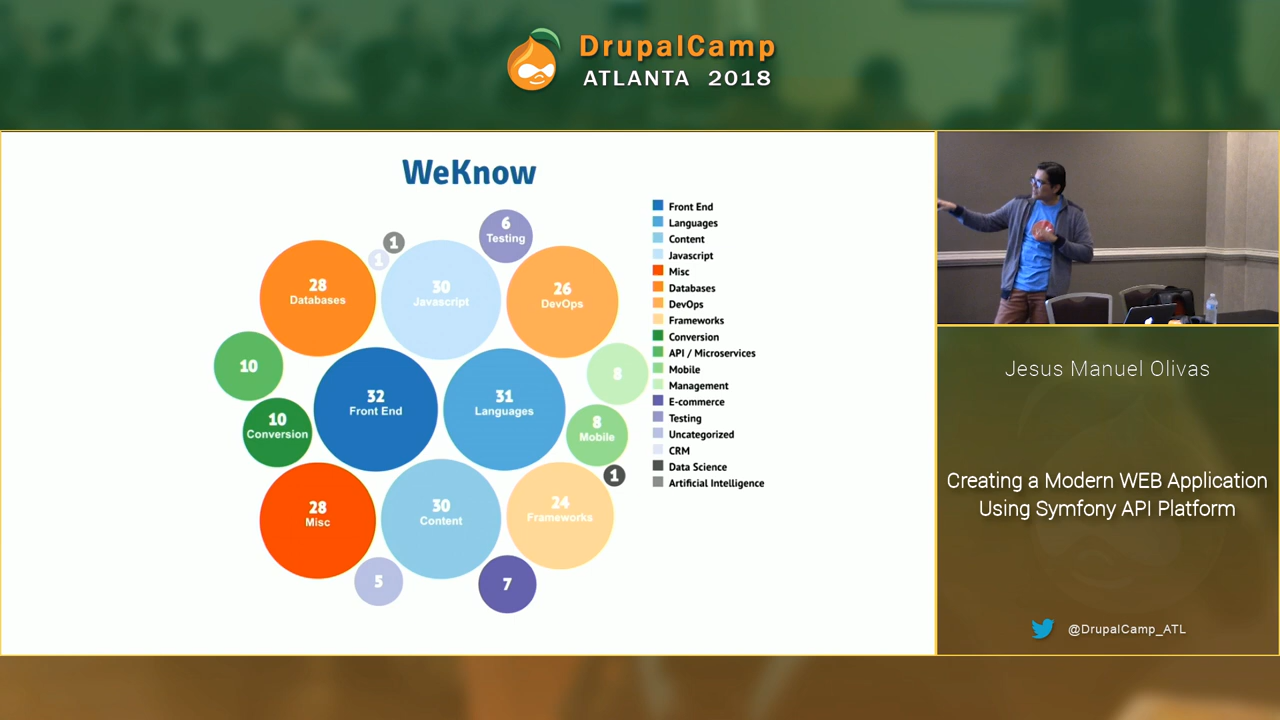 DrupalCamp
ATLANTA 2018
WeKnow
6
Testing
1
1
28
Databases
30
Javascript
26
DevOps
10
8
32
Front End
31
Languages
10
Conversion
8
Mobile
1
28
Misc
30
Content
24
Frameworks
5
7
Front End
Languages
Content
Javascript
Misc
Databases
DevOps
Frameworks
Conversion
API / Microservices
Mobile
Management
E-commerce
Testing
Uncategorized
CRM
Data Science
Artificial Intelligence
Jesus Manuel Olivas
Creating a Modern WEB Application
Using Symfony API Platform
@DrupalCamp_ATL